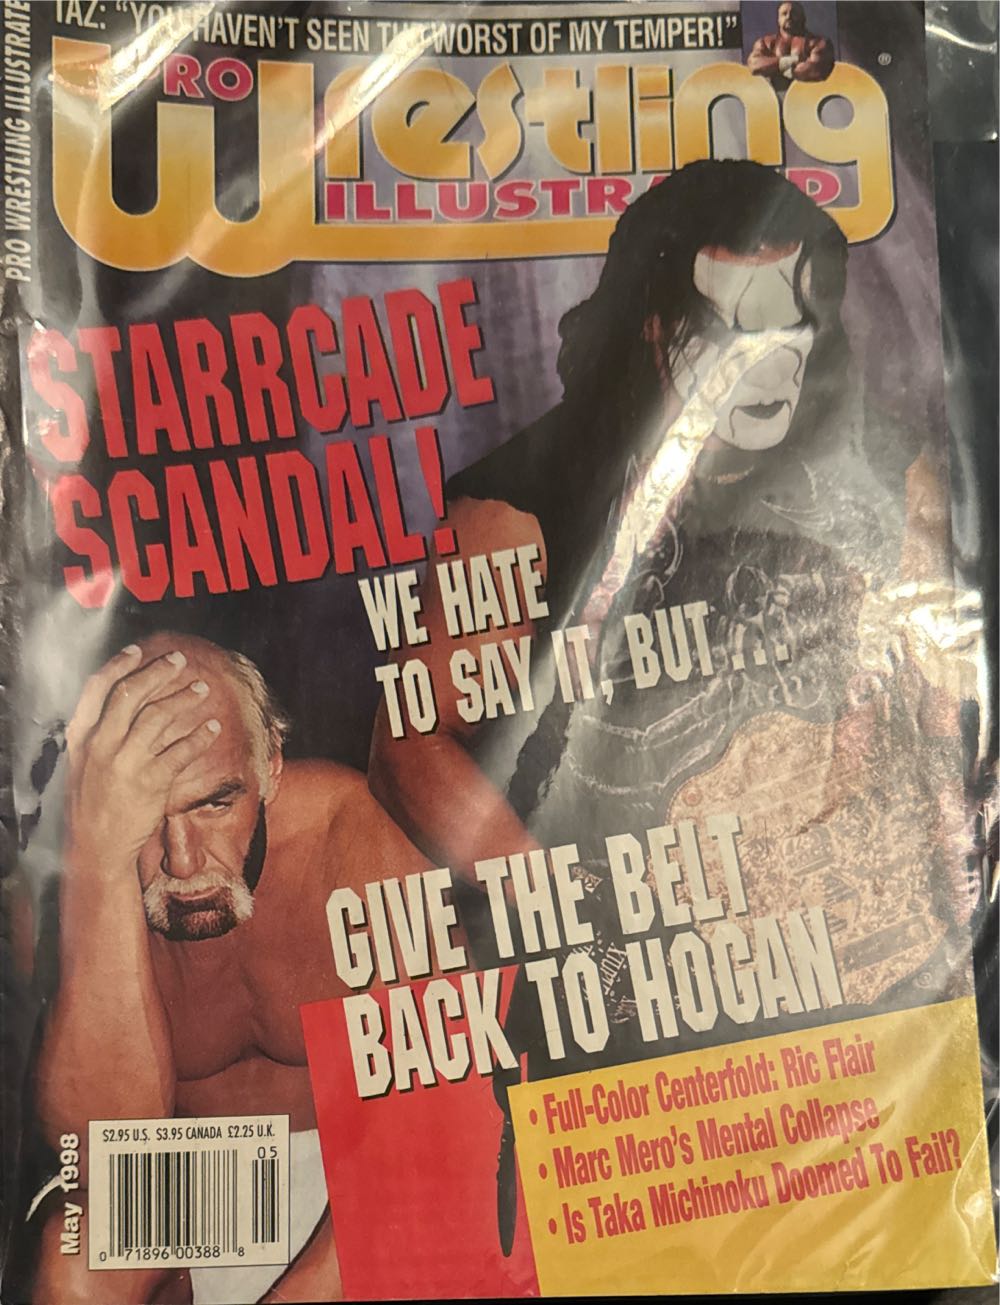 TAZ: "YOU HAVEN'T SEEN THE WORST OF MY TEMPER!"
PRO WRESTLING ILLUSTRATE
PRO
Wrestling
®
ILLUSTRATED
STARRCADE
SCANDAL!
WE HATE
TO SAY IT, BUT...
GIVE THE BELT
BACK TO HOGAN
• Full-Color Centerfold: Ric Flair
• Marc Mero's Mental Collapse
• Is Taka Michinoku Doomed To Fail?
May 1998
$2.95 U.S. $3.95 CANADA £2.25 U.K.
05
0 71896 00388 8